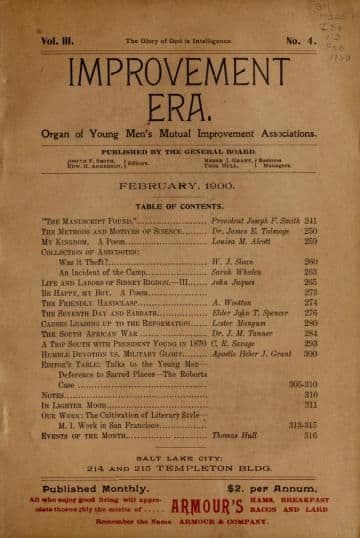 Vol. III. The Glory of God is Intelligence. No. 4.
IMPROVEMENT
ERA.
Organ of Young Men's Mutual Improvement Associations.
PUBLISHED BY THE GENERAL BOARD.
JOSEPH F. SMITH, EDW. H. ANDERSON, } Editors. HEBER J. GRANT, THOS. HULL, } Business Managers.
FEBRUARY, 1900.
TABLE OF CONTENTS.
"THE MANUSCRIPT FOUND." President Joseph F. Smith 241
THE METHODS AND MOTIVES OF SCIENCE Dr. James E. Talmage 250
MY KINGDOM. A Poem Louisa M. Alcott 259
COLLECTION OF ANECDOTES:
Was it Theft? W. J. Sloan 260
An Incident of the Camp Sarah Whalen 263
LIFE AND LABORS OF SIDNEY RIGDON.—III. John Jaques 265
BE HAPPY, MY BOY. A Poem 273
THE FRIENDLY HANDCLASP A. Wootton 274
THE SEVENTH DAY AND SABBATH Elder John T. Spencer 276
CAUSES LEADING UP TO THE REFORMATION Lester Mangum 280
THE SOUTH AFRICAN WAR Dr. J. M. Tanner 284
A TRIP SOUTH WITH PRESIDENT YOUNG IN 1870 C. R. Savage 293
HUMBLE DEVOTION VS. MILITARY GLORY Apostle Heber J. Grant 300
EDITOR'S TABLE: Talks to the Young Men—
Deference to Sacred Places—The Roberts
Case 305-310
NOTES 310
IN LIGHTER MOOD 311
OUR WORK: The Cultivation of Literary Style—
M. I. Work in San Francisco 313-315
EVENTS OF THE MONTH Thomas Hull 316
SALT LAKE CITY:
214 AND 215 TEMPLETON BLDG.
Published Monthly. $2. per Annum.
All who enjoy good living will appreciate thoroughly the merits of ..... ARMOUR'S HAMS, BREAKFAST BACON AND LARD
Remember the Name ARMOUR & COMPANY.